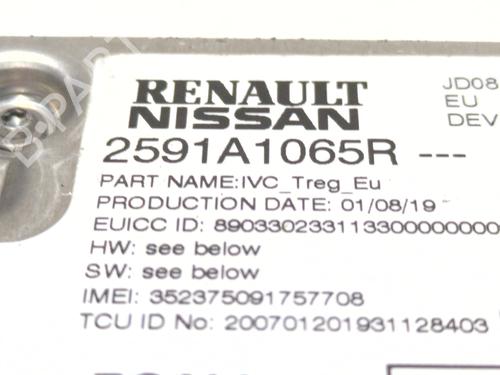 RENAULT
NISSAN
2591A1065R ---
PART NAME:IVC_Treg_Eu
PRODUCTION DATE: 01/08/19
EUICC ID: 8903302331133000000000
HW: see below
SW: see below
IMEI: 352375091757708
TCU ID No: 200701201931128403
JD08
EU
DEV
B-PART